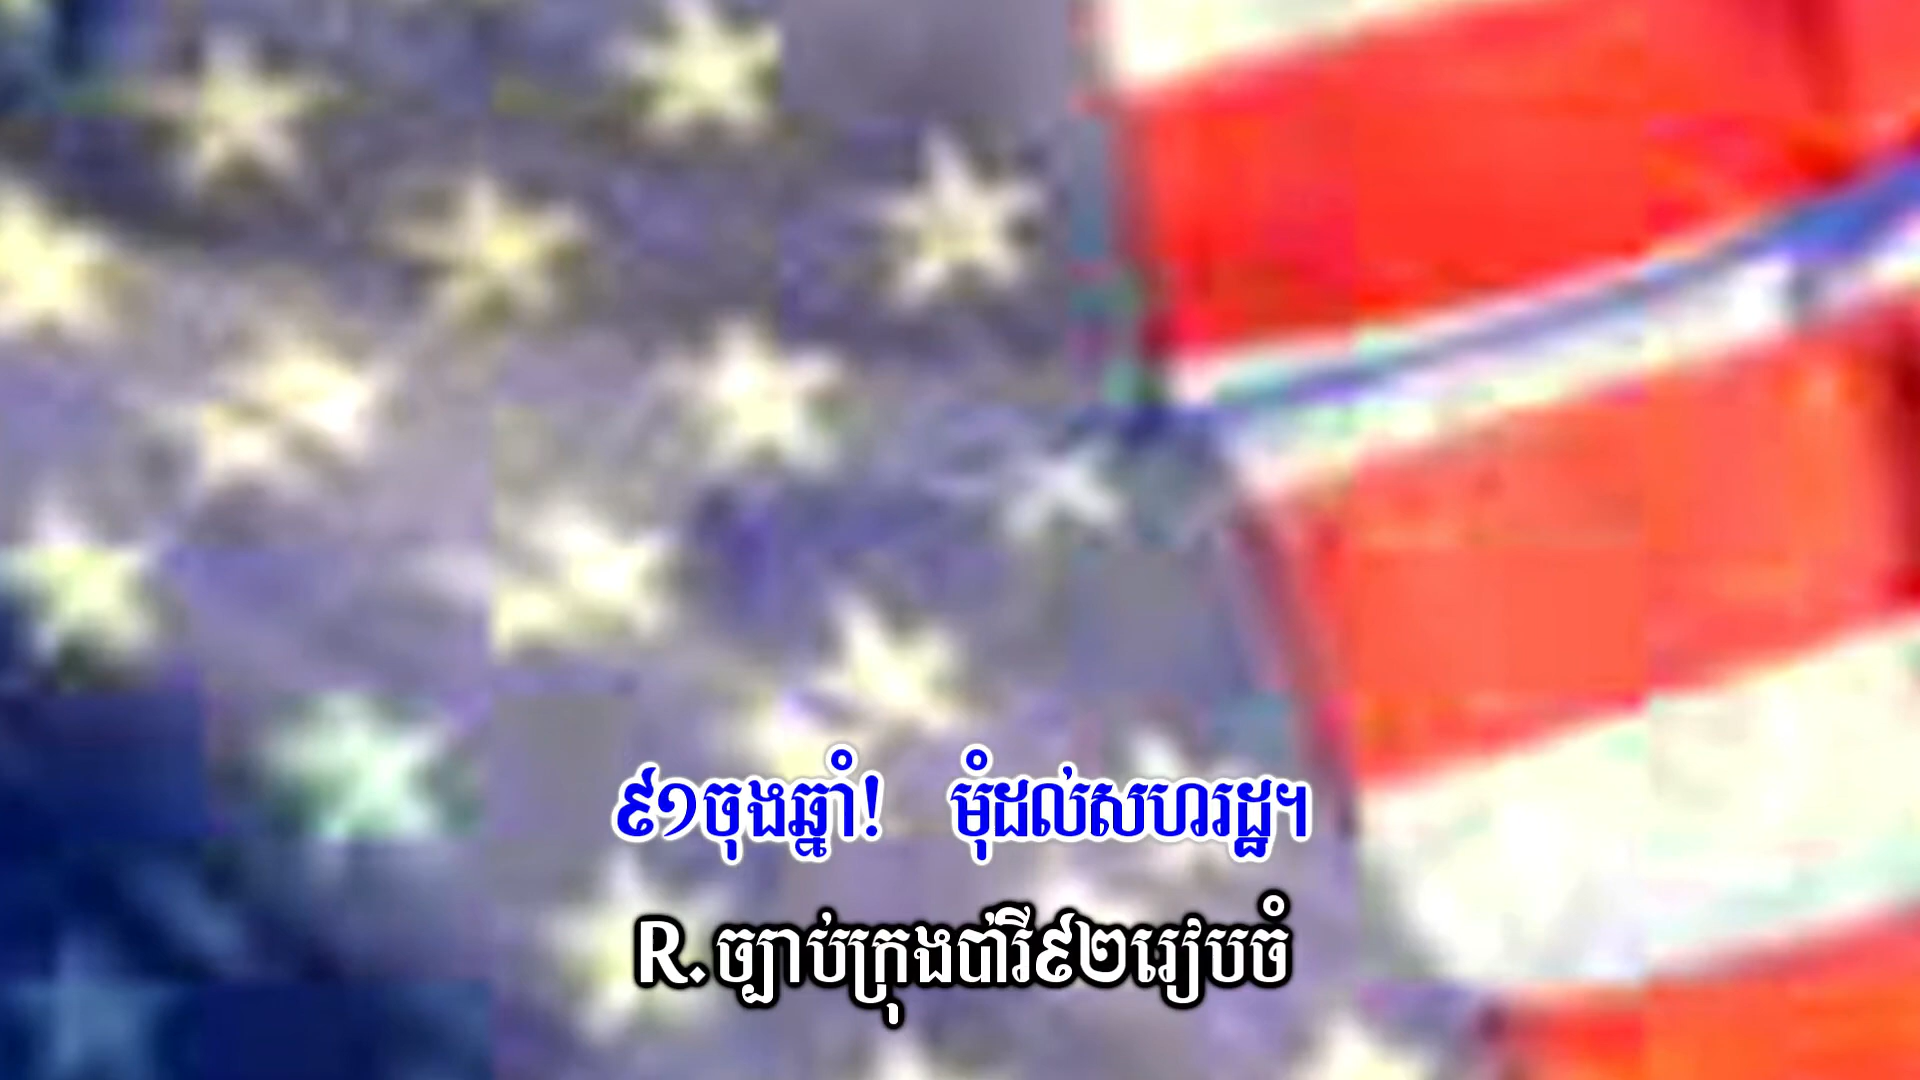 ៩១ចុងឆ្នាំ! មុំដល់សហរដ្ឋ។
R.ច្បាប់ក្រុងប៉ារី៩២រៀបចំ